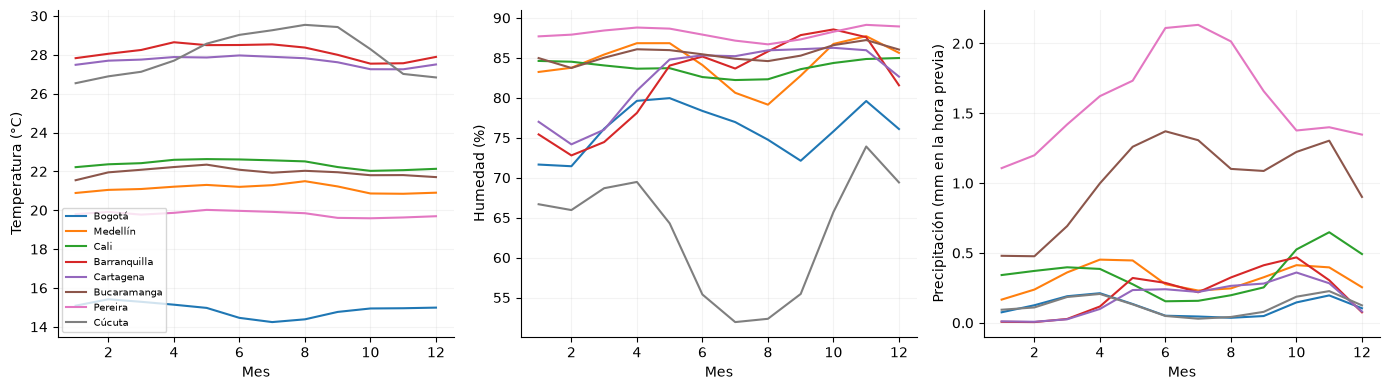 Temperatura (°C)
30
28
26
24
22
20
18
16
14
Bogotá
Medellín
Cali
Barranquilla
Cartagena
Bucaramanga
Pereira
Cúcuta
2 4 6 8 10 12
Mes
Humedad (%)
90
85
80
75
70
65
60
55
2 4 6 8 10 12
Mes
Precipitación (mm en la hora previa)
2.0
1.5
1.0
0.5
0.0
2 4 6 8 10 12
Mes